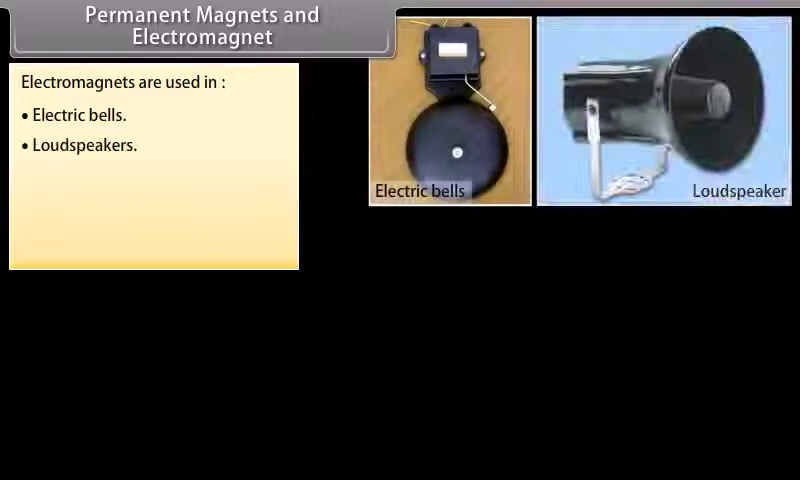 Permanent Magnets and
Electromagnet
Electromagnets are used in :
• Electric bells.
• Loudspeakers.
Electric bells
Loudspeaker